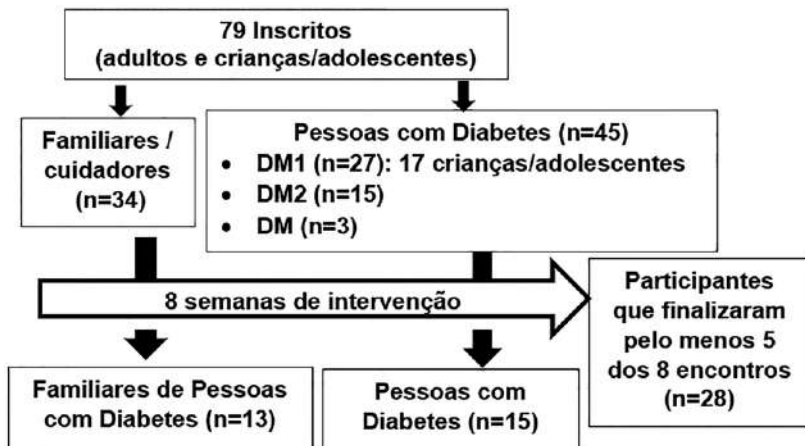 79 Inscritos
(adultos e crianças/adolescentes)
Familiares /
cuidadores
(n=34)
Pessoas com Diabetes (n=45)
• DM1 (n=27): 17 crianças/adolescentes
• DM2 (n=15)
• DM (n=3)
8 semanas de intervenção
Participantes
que finalizaram
pelo menos 5
dos 8 encontros
(n=28)
Familiares de Pessoas
com Diabetes (n=13)
Pessoas com
Diabetes (n=15)